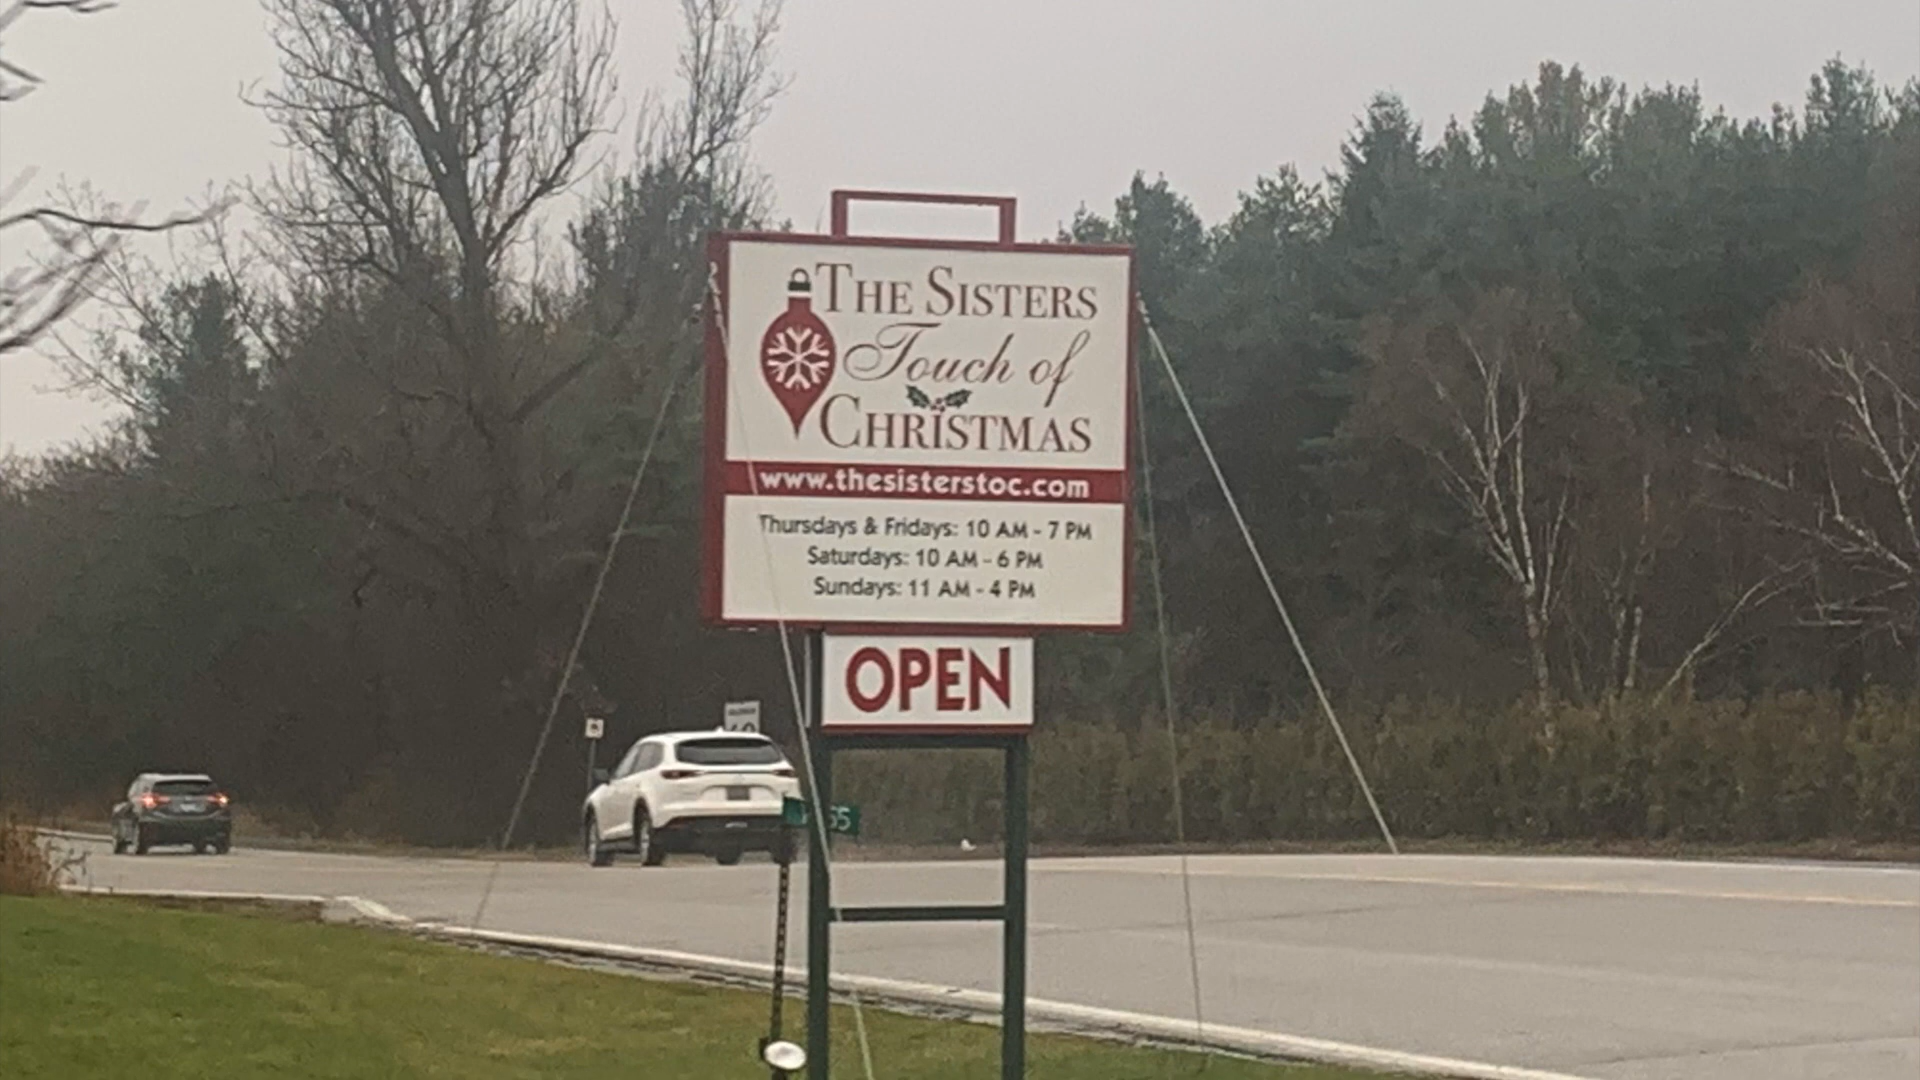 THE SISTERS
Touch of
CHRISTMAS
www.thesisterstoc.com
Thursdays & Fridays: 10 AM - 7 PM
Saturdays: 10 AM - 6 PM
Sundays: 11 AM - 4 PM
OPEN